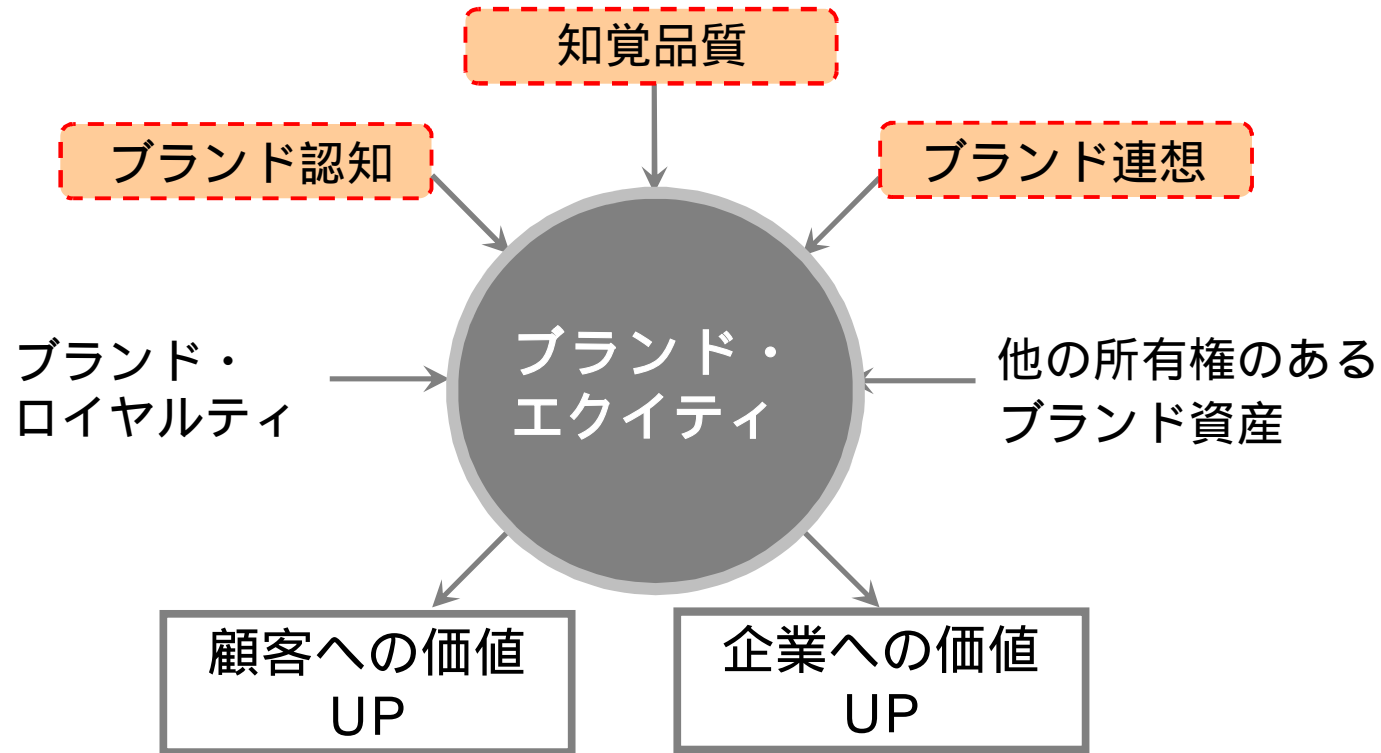 知覚品質
ブランド認知
ブランド連想
ブランド・
ロイヤルティ
ブランド・
エクイティ
他の所有権のある
ブランド資産
顧客への価値
UP
企業への価値
UP